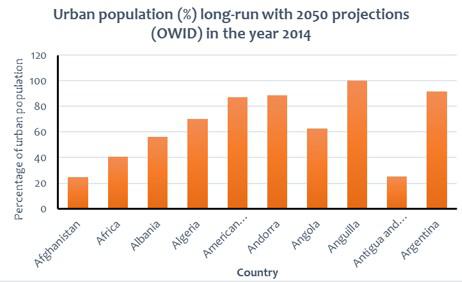 Urban population (%) long-run with 2050 projections
(OWID) in the year 2014
Percentage of urban population
120
100
80
60
40
20
0
Afghanistan
Africa
Albania
Algeria
American...
Andorra
Angola
Anguilla
Antigua and...
Argentina
Country